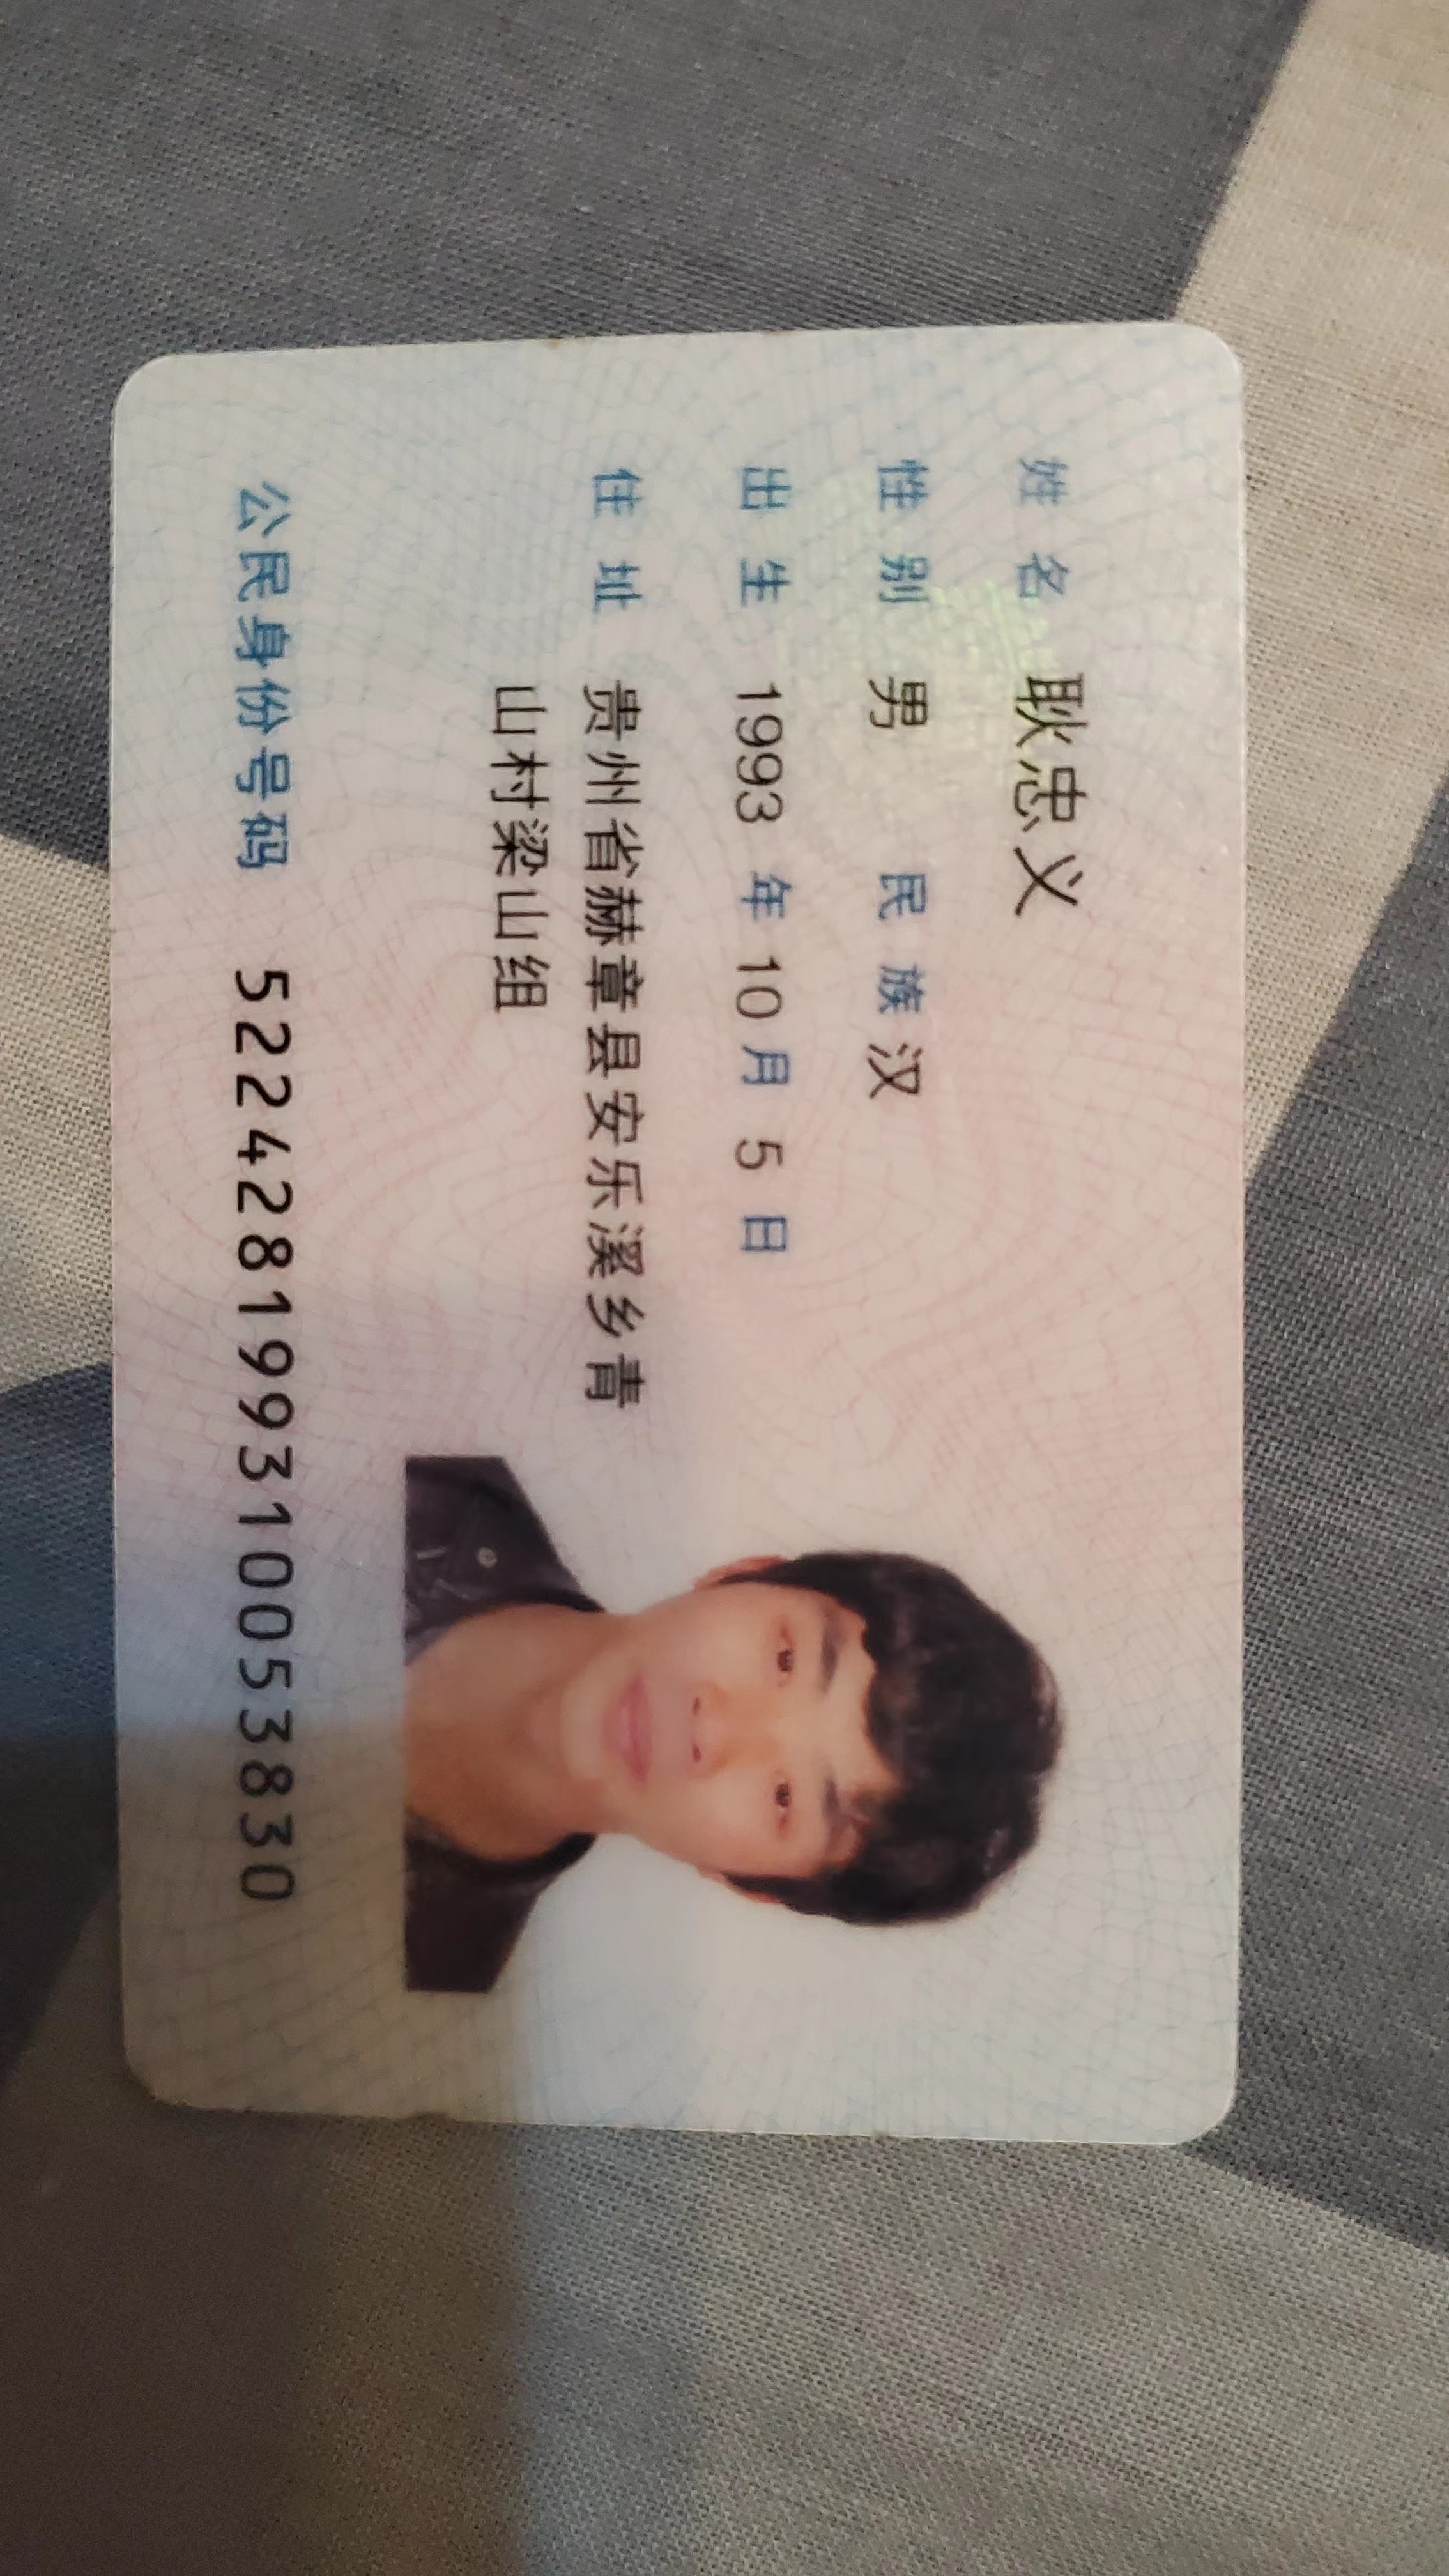 姓名 耿忠义
性别 男 民族 汉
出生 1993 年 10 月 5 日
住址 贵州省赫章县安乐溪乡青
山村梁山组
公民身份号码 522428199310053830